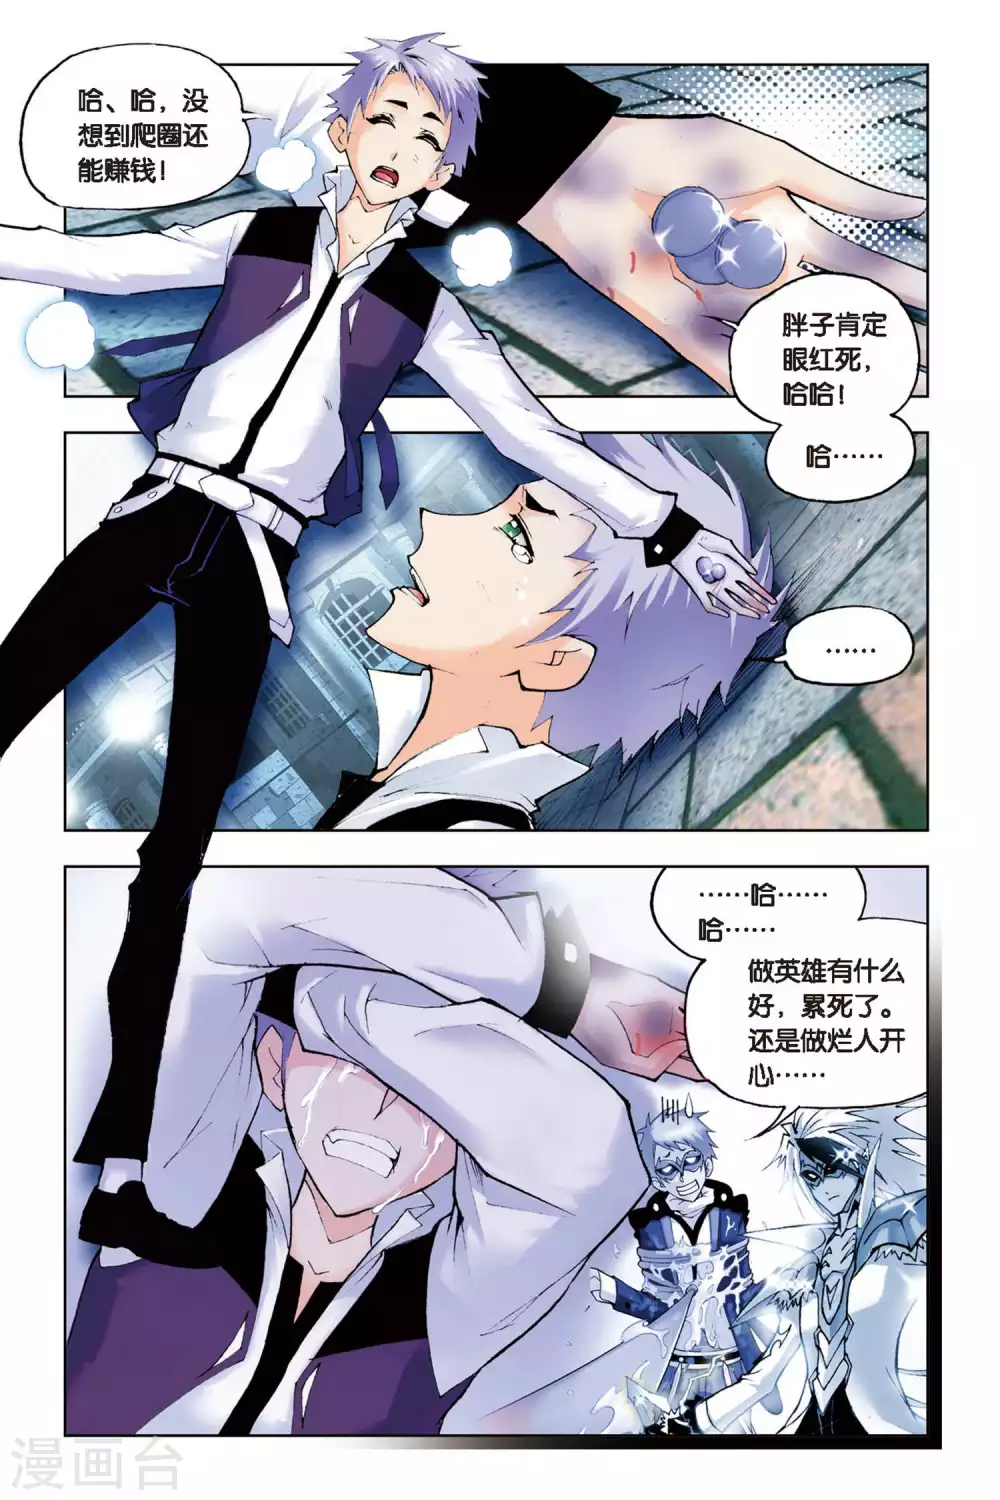 哈、哈，没
想到爬圈还
能赚钱！
胖子肯定
眼红死，
哈哈！
哈……
……
……哈……
哈……
做英雄有什么
好，累死了。
还是做烂人开
心……
漫画台